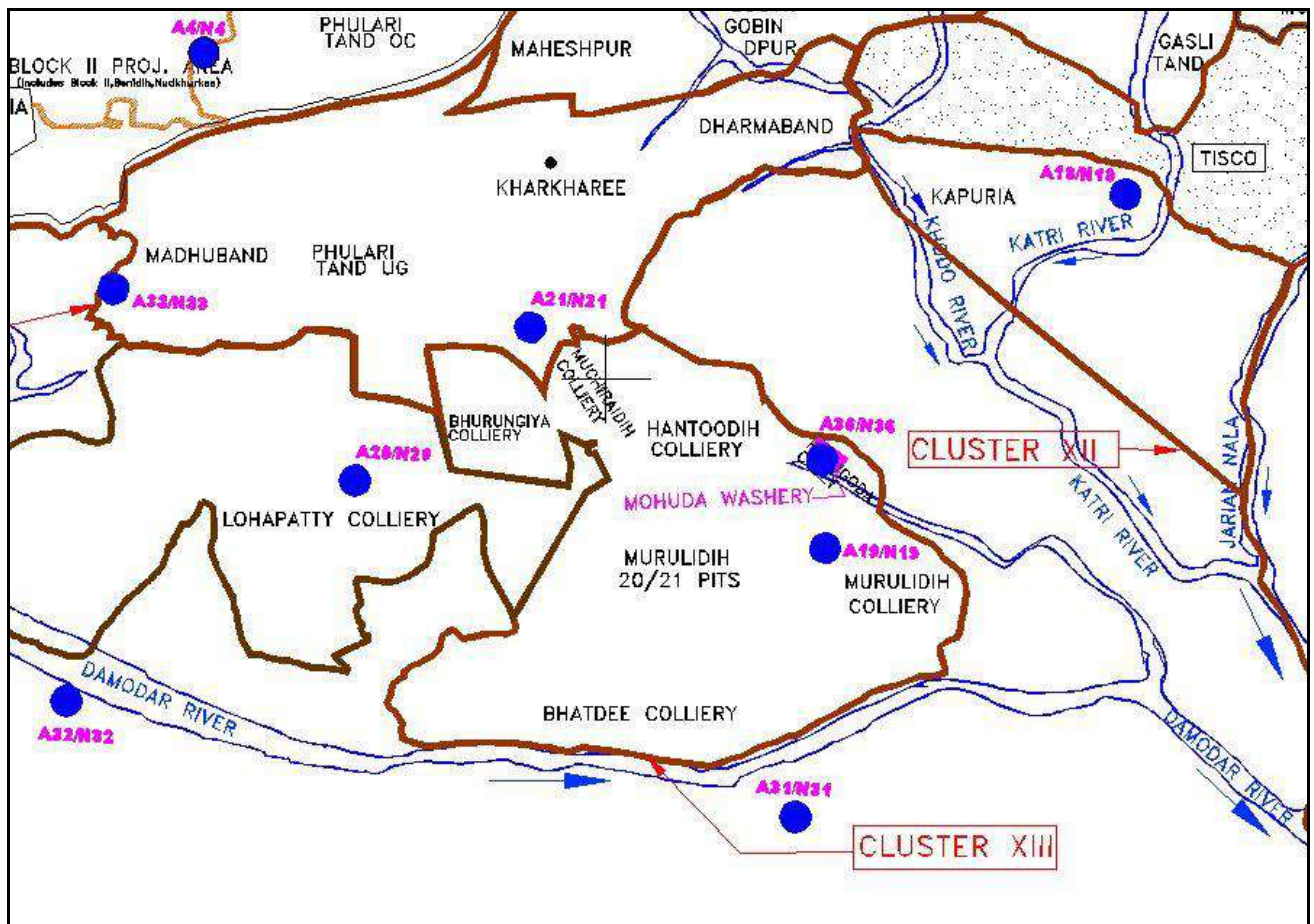 A4/N4
PHULARI
TAND OC
BLOCK II PROJ. AREA
(includes Block II,Benidih,Nudkhurkee)
IA
MAHESHPUR
GOBIN
DPUR
GASLI
TAND
DHARMABAND
TISCO
KHARKHAREE
KAPURIA
A18/N18
KATRI RIVER
KHUDO RIVER
MADHUBAND
PHULARI
TAND UG
A33/N33
A21/N21
MUCHIRAIDIH
COLLIERY
BHURUNGIYA
COLLIERY
HANTOODIH
COLLIERY
A36/N36
CLUSTER XII
JARIAN NALA
KATRI RIVER
MOHUDA WASHERY
LOHAPATTY COLLIERY
MURULIDIH
20/21 PITS
A19/N19
MURULIDIH
COLLIERY
DAMODAR RIVER
A32/N32
BHATDEE COLLIERY
DAMODAR RIVER
A31/N31
CLUSTER XIII